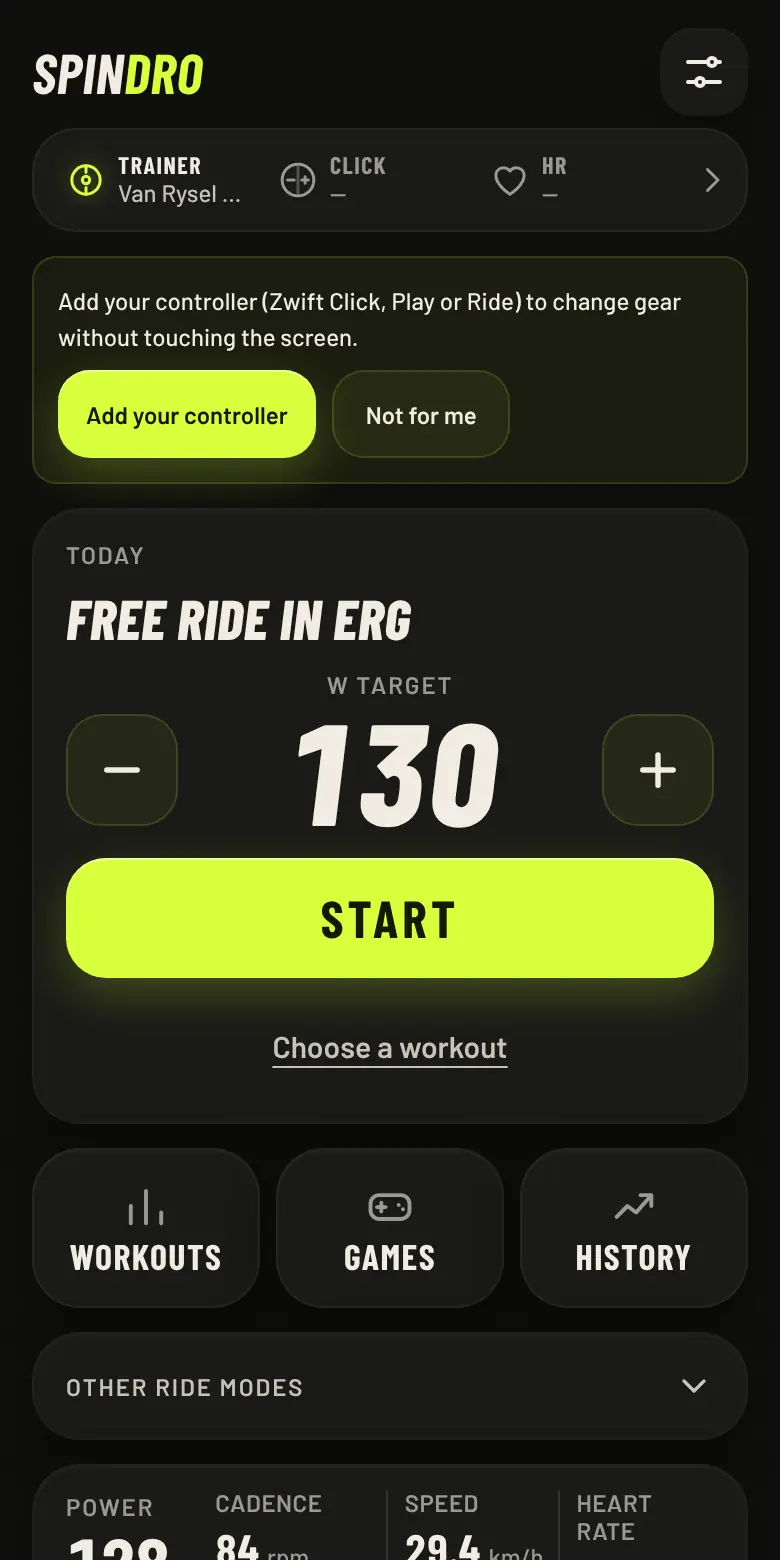 SPINDRO
TRAINER
Van Rysel ...
CLICK
–
HR
–
Add your controller (Zwift Click, Play or Ride) to change gear
without touching the screen.
Add your controller
Not for me
TODAY
FREE RIDE IN ERG
W TARGET
130
START
Choose a workout
WORKOUTS
GAMES
HISTORY
OTHER RIDE MODES
POWER
128
CADENCE
84 rpm
SPEED
29.4 km/h
HEART
RATE